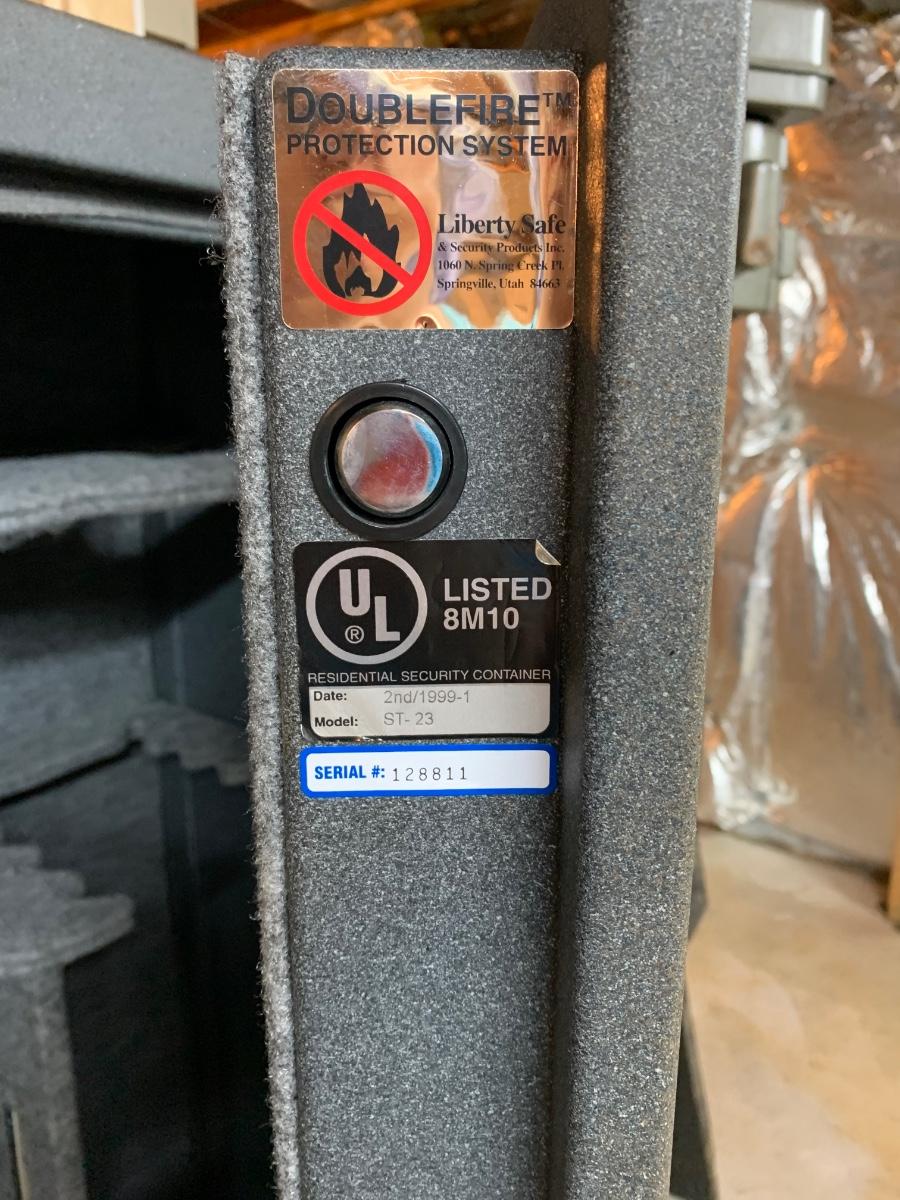 DOUBLEFIRE™
PROTECTION SYSTEM
Liberty Safe
& Security Products Inc.
1060 N. Spring Creek Pl.
Springville, Utah 84663
UL®
LISTED
8M10
RESIDENTIAL SECURITY CONTAINER
Date: 2nd/1999-1
Model: ST-23
SERIAL #: 128811